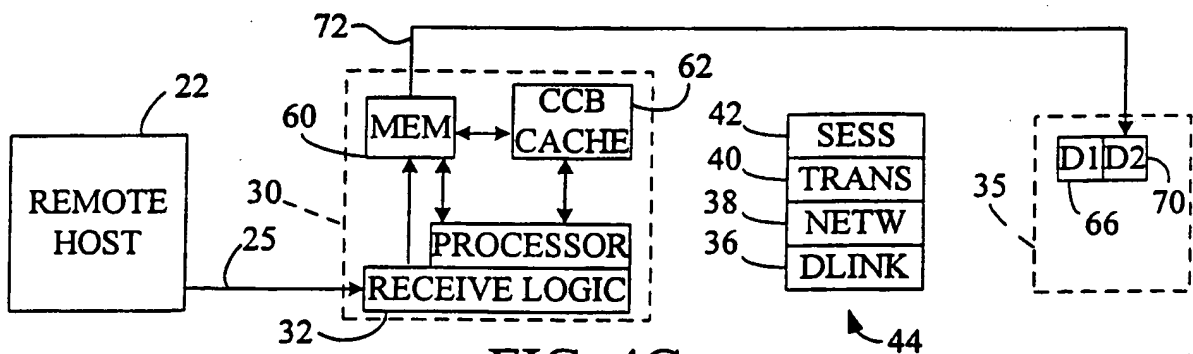 72
22
62
60
MEM
CCB
CACHE
42
SESS
40
TRANS
38
NETW
36
DLINK
44
D1
D2
35
66
70
REMOTE
HOST
25
30
PROCESSOR
RECEIVE LOGIC
32